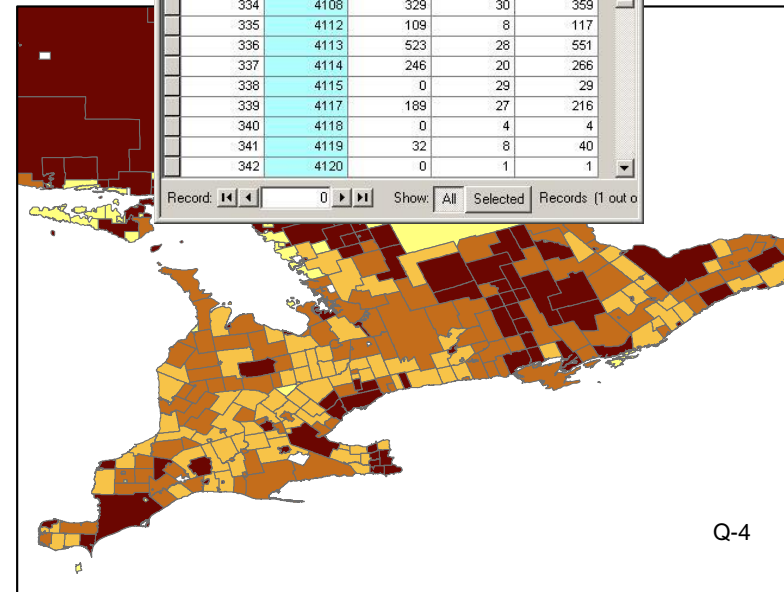 334 4108 329 30 359
335 4112 109 8 117
336 4113 523 28 551
337 4114 246 20 266
338 4115 0 29 29
339 4117 189 27 216
340 4118 0 4 4
341 4119 32 8 40
342 4120 0 1 1
Record: 0 Show: All Selected Records (1 out o
Q-4